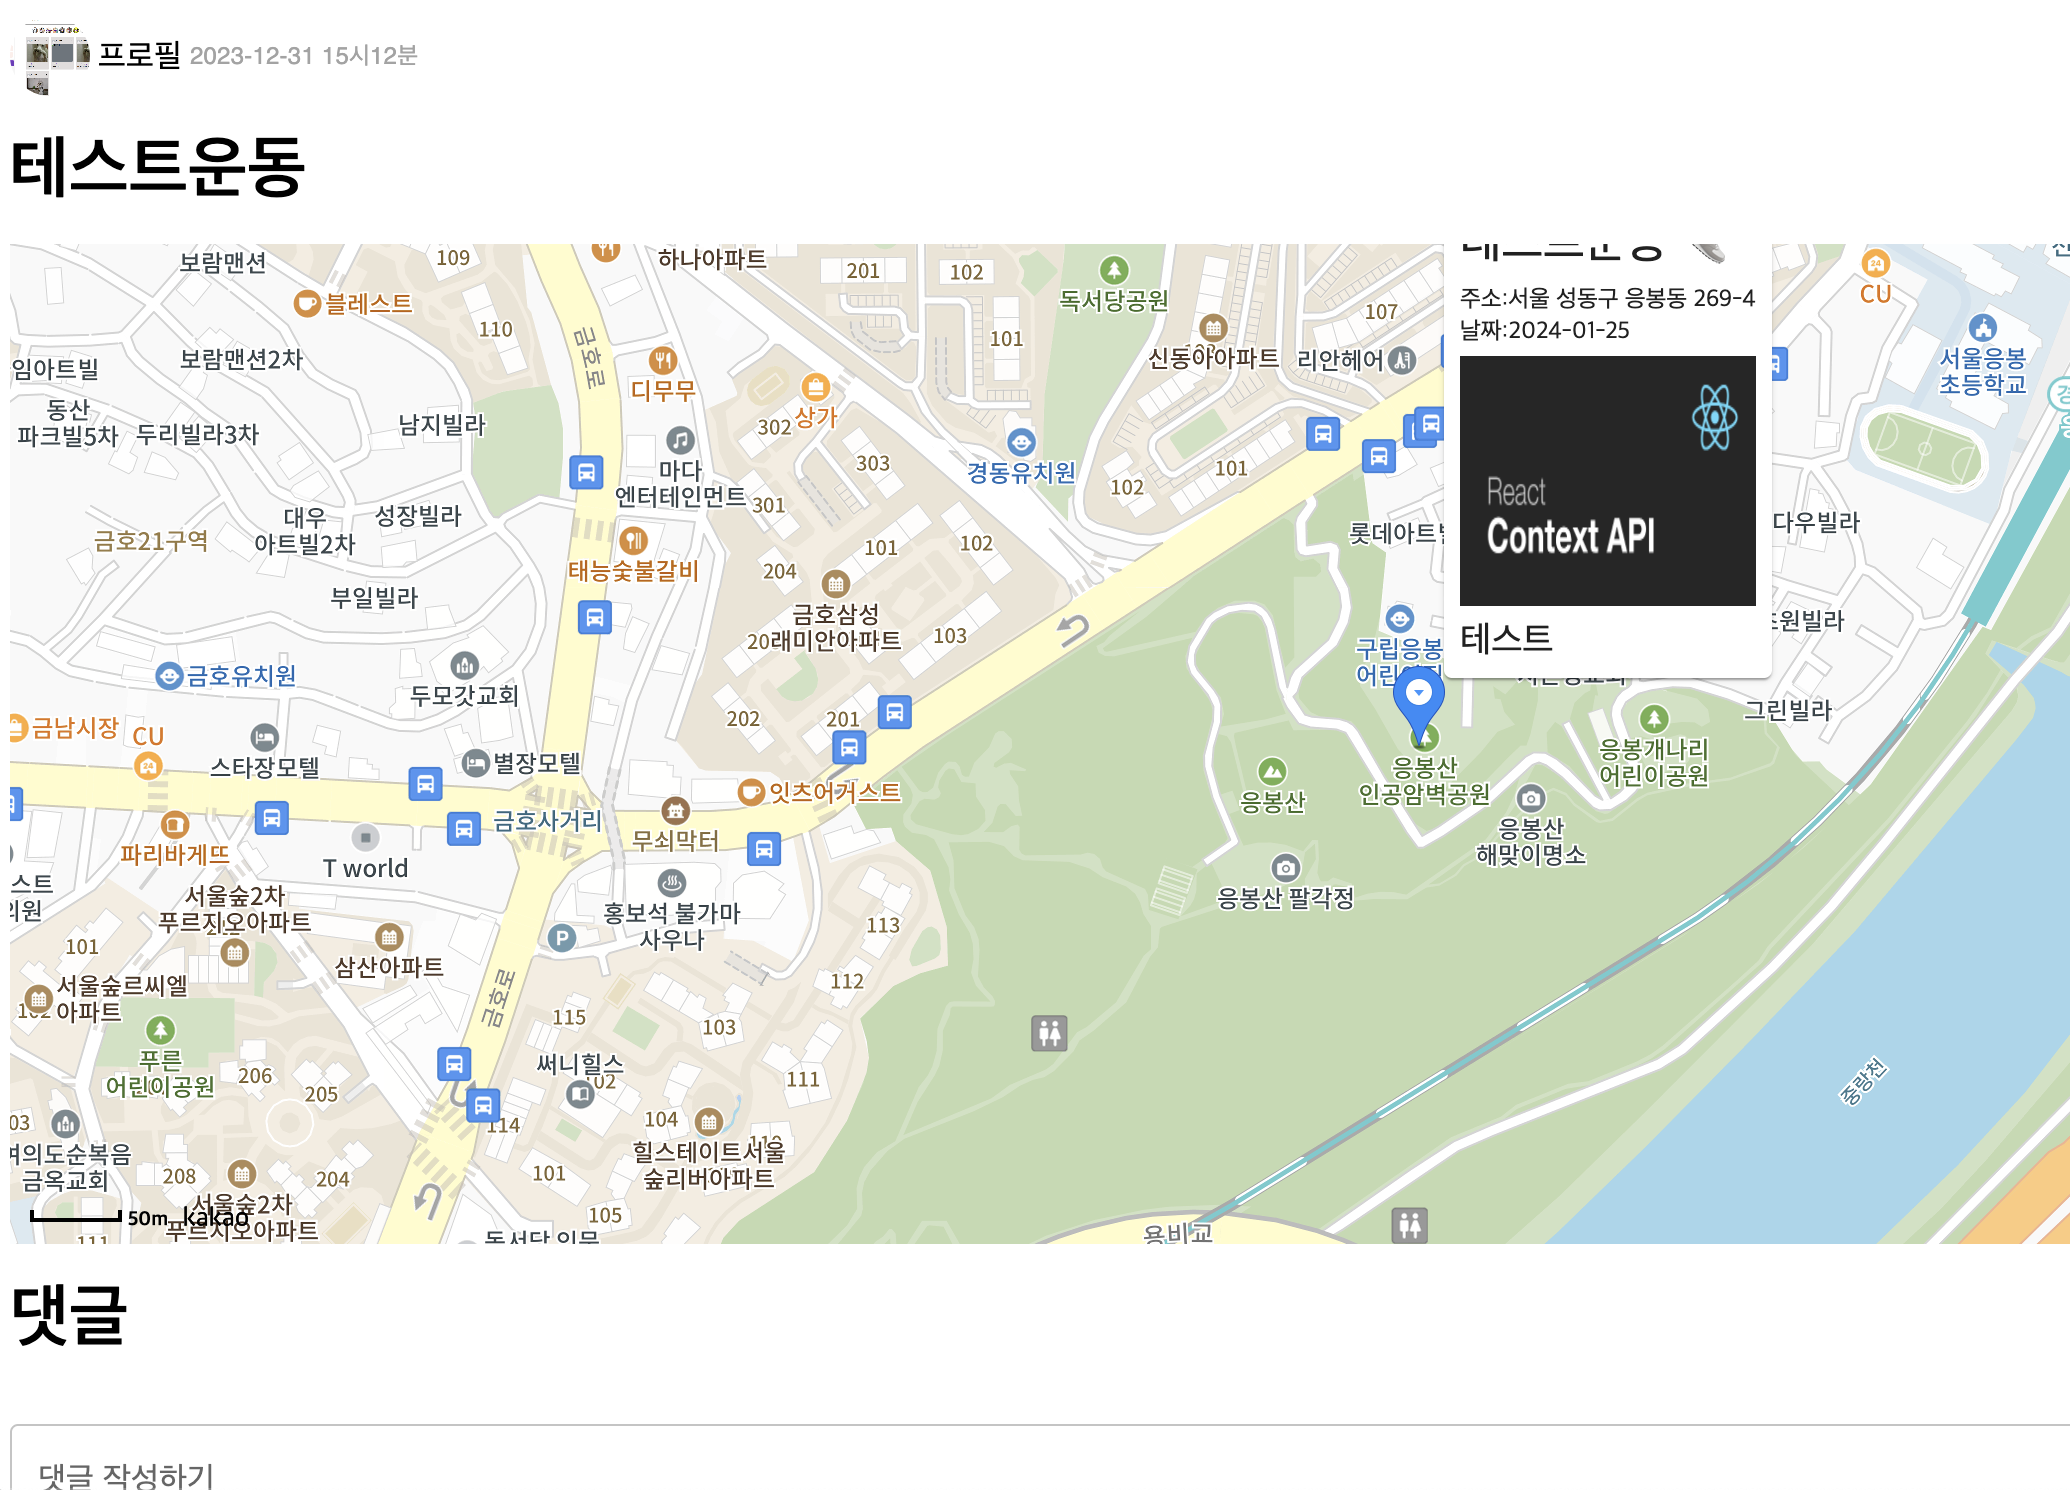 프로필 2023-12-31 15시12분
테스트운동
보람맨션
109
하나아파트
201
102
독서당공원
테스트운동
CU
블레스트
110
금호로
101
107
주소:서울 성동구 응봉동 269-4
날짜:2024-01-25
임아트빌
보람맨션2차
디무무
상가
신동아아파트
리안헤어
서울응봉
초등학교
동산
파크빌5차
두리빌라3차
남지빌라
302
303
마다
엔터테인먼트
경동유치원
102
101
React
Context API
301
대우
아트빌2차
성장빌라
금호21구역
101
102
롯데아트
다우빌라
태능숯불갈비
204
부일빌라
금호삼성
래미안아파트
103
구립응봉
테스트
금호유치원
두모갓교회
202
201
그린빌라
금남시장
CU
스타장모텔
별장모텔
응봉산
인공암벽공원
응봉개나리
어린이공원
잇츠어거스트
응봉산
금호사거리
무쇠막터
응봉산
해맞이명소
파리바게뜨
T world
서울숲2차
푸르지오아파트
홍보석 불가마
사우나
응봉산 팔각정
P
101
삼산아파트
113
112
서울숲르씨엘
아파트
금호로
115
103
푸른
어린이공원
206
205
써니힐스
111
114
104
힐스테이트서울
숲리버아파트
중랑천
여의도순복음
금옥교회
208
204
101
서울숲2차
푸르지오아파트
50m kakao
105
용비교
댓글
댓글 작성하기